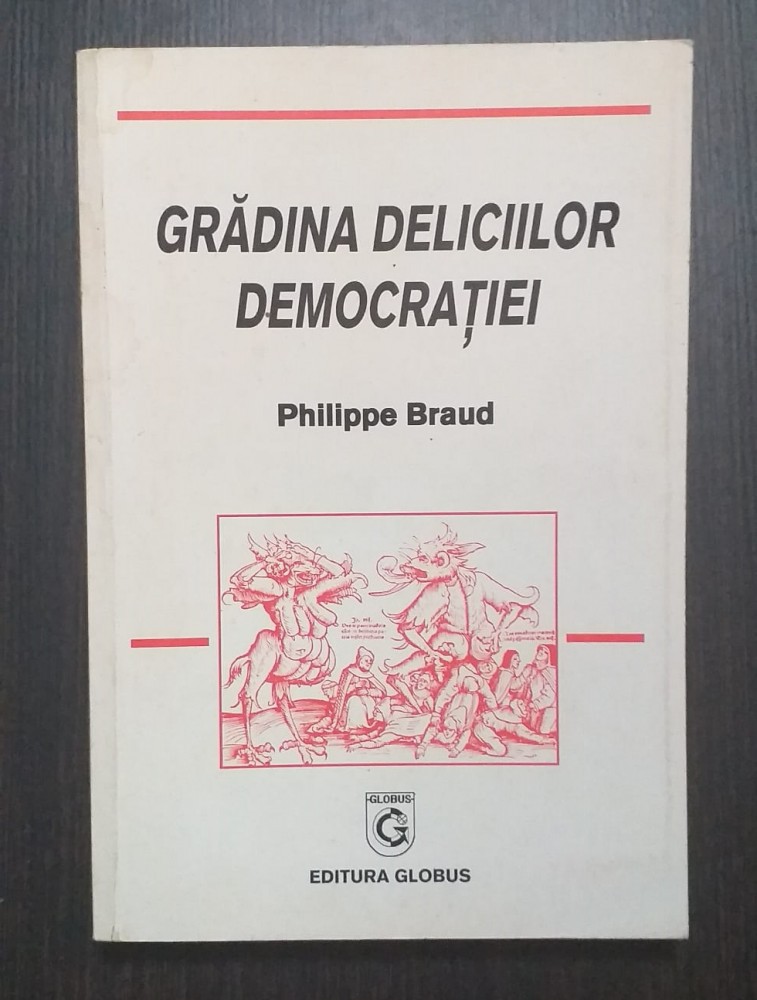 GRĂDINA DELICIILOR
DEMOCRAȚIEI
Philippe Braud
GLOBUS
EDITURA GLOBUS